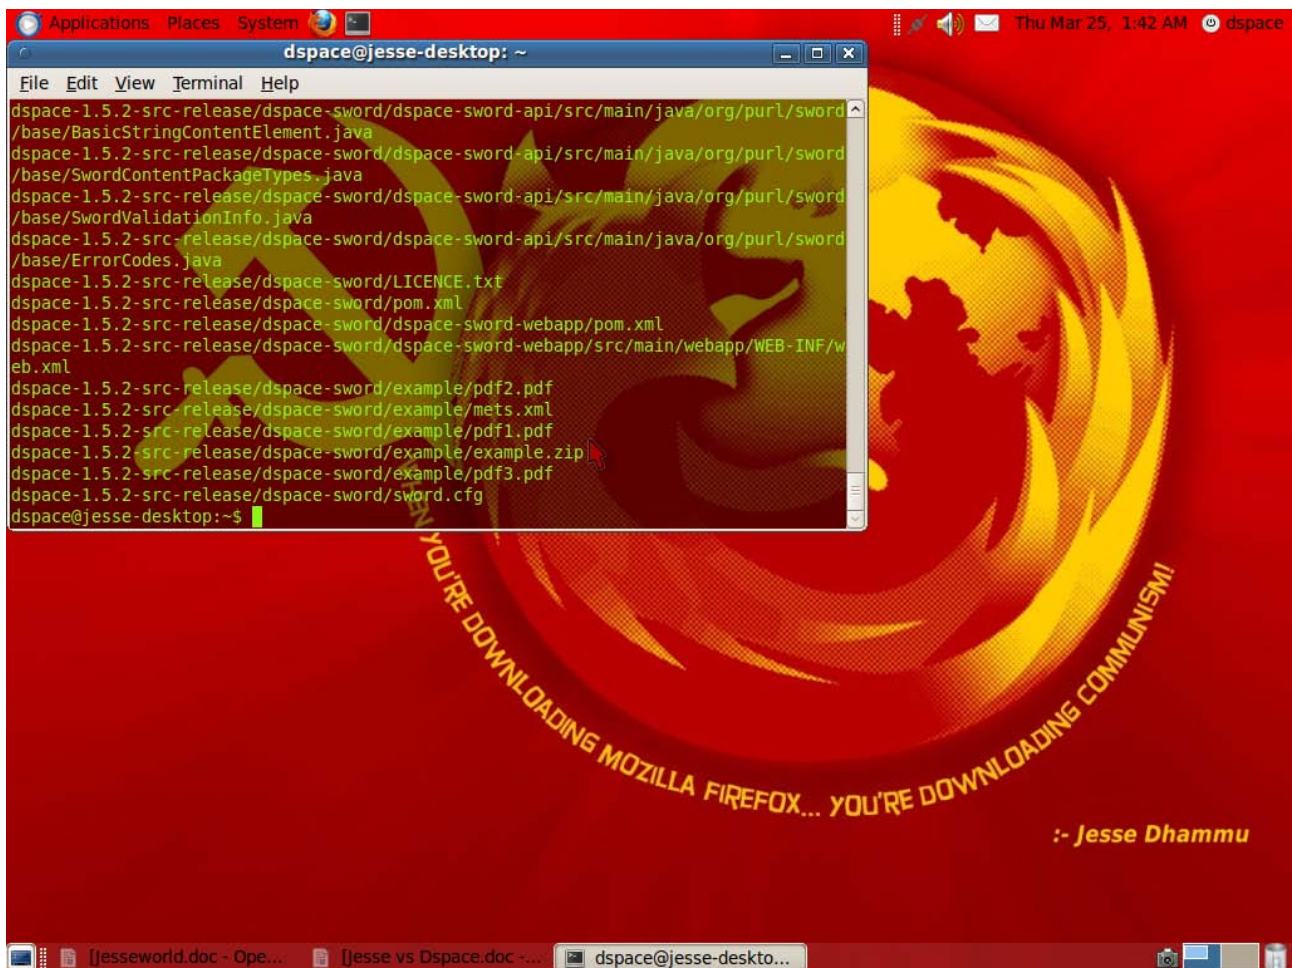 Applications Places System Thu Mar 25, 1:42 AM dspace
dspace@jesse-desktop: ~
File Edit View Terminal Help
dspace-1.5.2-src-release/dspace-sword/dspace-sword-api/src/main/java/org/purl/sword
/base/BasicStringContentElement.java
dspace-1.5.2-src-release/dspace-sword/dspace-sword-api/src/main/java/org/purl/sword
/base/SwordContentPackageTypes.java
dspace-1.5.2-src-release/dspace-sword/dspace-sword-api/src/main/java/org/purl/sword
/base/SwordValidationInfo.java
dspace-1.5.2-src-release/dspace-sword/dspace-sword-api/src/main/java/org/purl/sword
/base/ErrorCodes.java
dspace-1.5.2-src-release/dspace-sword/LICENCE.txt
dspace-1.5.2-src-release/dspace-sword/pom.xml
dspace-1.5.2-src-release/dspace-sword/dspace-sword-webapp/pom.xml
dspace-1.5.2-src-release/dspace-sword/dspace-sword-webapp/src/main/webapp/WEB-INF/w
eb.xml
dspace-1.5.2-src-release/dspace-sword/example/pdf2.pdf
dspace-1.5.2-src-release/dspace-sword/example/mets.xml
dspace-1.5.2-src-release/dspace-sword/example/pdf1.pdf
dspace-1.5.2-src-release/dspace-sword/example/example.zip
dspace-1.5.2-src-release/dspace-sword/example/pdf3.pdf
dspace-1.5.2-src-release/dspace-sword/sword.cfg
dspace@jesse-desktop:~$
WHEN YOU'RE DOWNLOADING MOZILLA FIREFOX... YOU'RE DOWNLOADING COMMUNISM!
:- Jesse Dhammu
[Jesseworld.doc - Ope... [Jesse vs Dspace.doc -... dspace@jesse-deskto...